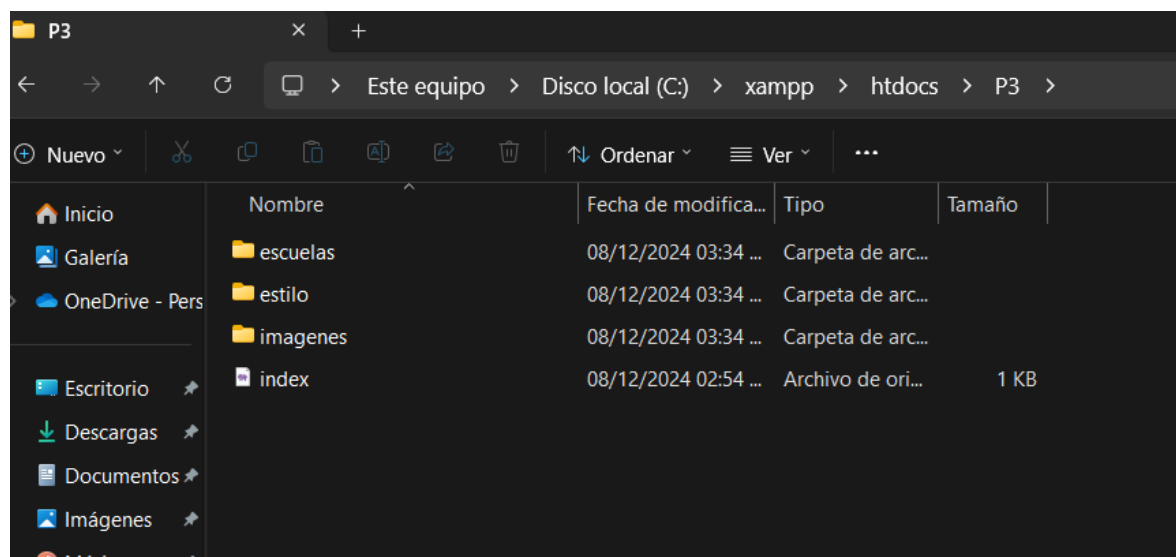 P3
Este equipo > Disco local (C:) > xampp > htdocs > P3 >
Nuevo Ordenar Ver
Inicio
Galería
OneDrive - Pers
Escritorio
Descargas
Documentos
Imágenes
Nombre Fecha de modifica... Tipo Tamaño
escuelas 08/12/2024 03:34 ... Carpeta de arc...
estilo 08/12/2024 03:34 ... Carpeta de arc...
imagenes 08/12/2024 03:34 ... Carpeta de arc...
index 08/12/2024 02:54 ... Archivo de ori... 1 KB